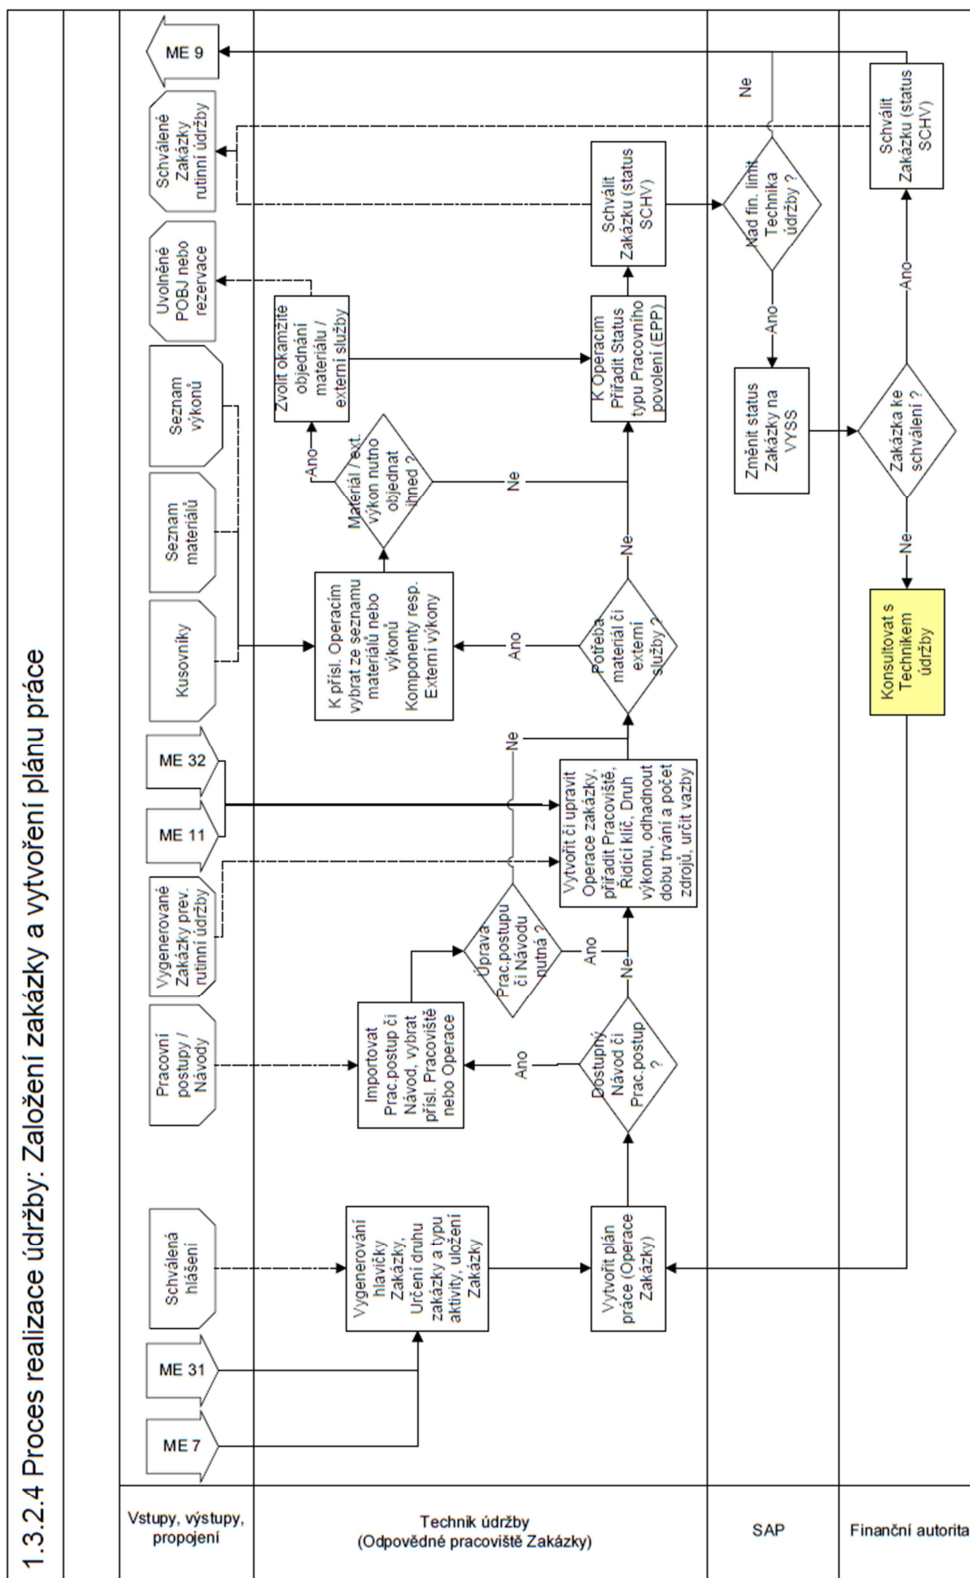 1.3.2.4 Proces realizace údržby: Založení zakázky a vytvoření plánu práce
Vstupy, výstupy,
propojení
ME 7
ME 31
Schválená
hlášení
Pracovní
postupy /
Návody
Vygenerované
Zakázky prev.
rutinní údržby
ME 11
ME 32
Kusovníky
Seznam
materiálů
Seznam
výkonů
Uvolněné
POBJ nebo
rezervace
Schválené
Zakázky
rutinní údržby
ME 9
Technik údržby
(Odpovědné pracoviště Zakázky)
Vygenerování
hlavičky
Zakázky,
Určení druhu
zakázky a typu
aktivity, uložení
Zakázky
Vytvořit plán
práce (Operace
Zakázky)
Dostupný
Návod či
Prac.postup
?
Ano
Ne
Importovat
Prac.postup či
Návod, vybrat
přísl. Pracoviště
nebo Operace
Úprava
Prac.postupu
či Návodu
nutná ?
Ano
Ne
Vytvořit či upravit
Operace zakázky,
přiřadit Pracoviště,
Řidící klíč, Druh
výkonu, odhadnout
dobu trvání a počet
zdrojů, určit vazby
Potřeba
materiál či
externí
služby ?
Ano
Ne
K přísl. Operacím
vybrat ze seznamu
materiálů nebo
výkonů
Komponenty resp.
Externí výkony
Materiál / ext.
výkon nutno
objednat
ihned ?
Ano
Ne
Zvolit okamžité
objednání
materiálu /
externí služby
K Operacím
Přiřadit Status
typu Pracovního
povolení (EPP)
Schválit
Zakázku (status
SCHV)
SAP
Nad fin. limit
Technika
údržby ?
Ne
Ano
Změnit status
Zakázky na
VYSS
Finanční autorita
Zakázka ke
schválení ?
Ano
Ne
Schválit
Zakázku (status
SCHV)
Konsultovat s
Technikem
údržby